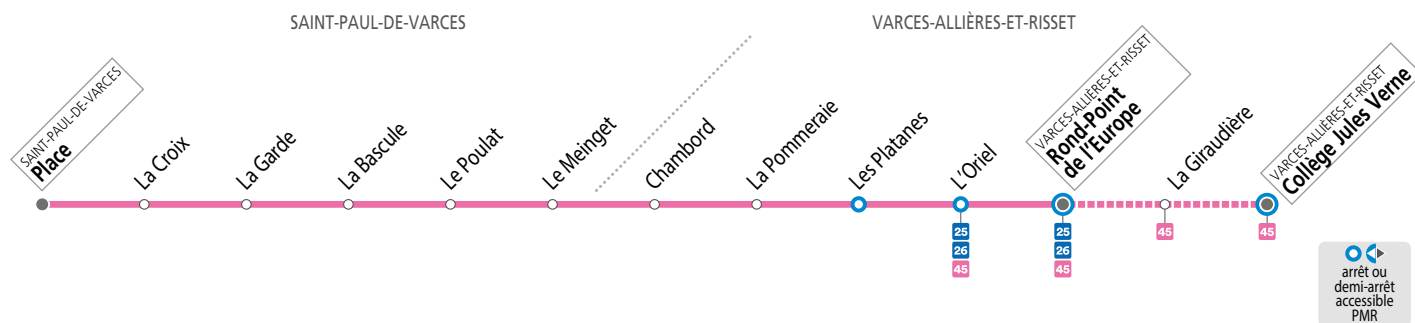 SAINT-PAUL-DE-VARCES
VARCES-ALLIÈRES-ET-RISSET
SAINT-PAUL-DE-VARCES
Place
La Croix
La Garde
La Bascule
Le Poulat
Le Meinget
Chambord
La Pommeraie
Les Platanes
L'Oriel
VARCES-ALLIÈRES-ET-RISSET
Rond-Point
de l'Europe
La Giraudière
VARCES-ALLIÈRES-ET-RISSET
Collège Jules Verne
25
26
45
25
26
45
45
45
arrêt ou
demi-arrêt
accessible
PMR